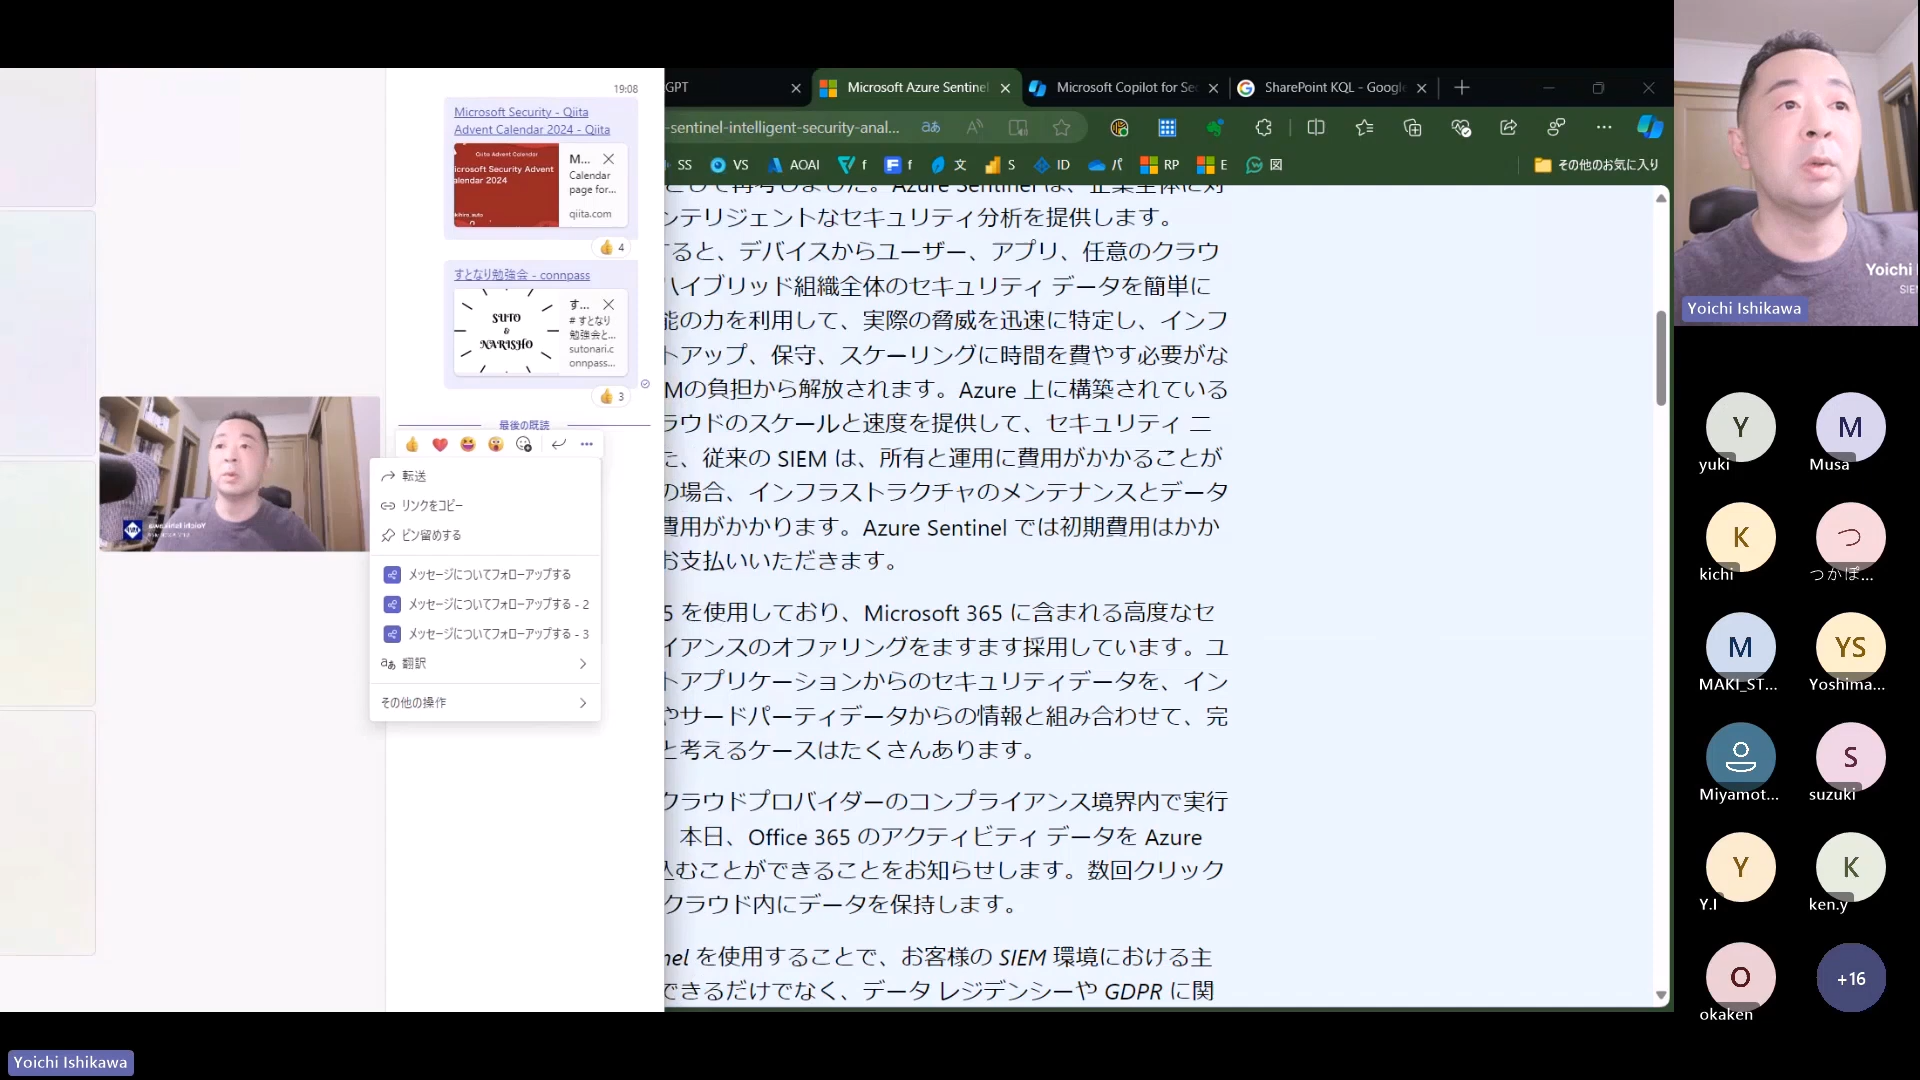 19:08
Microsoft Security - Qiita
Advent Calendar 2024 - Qiita
Qiita Advent Calendar
icrosoft Security Advent
alendar 2024
M...
Calendar
page for...
qiita.com
👍 4
すとなり勉強会 - connpass
SUTO
&
NARISHO
す...
# すとなり
勉強会と...
sutonari.c
onnpass...
👍 3
最後の既読
転送
リンクをコピー
ピン留めする
メッセージについてフォローアップする
メッセージについてフォローアップする - 2
メッセージについてフォローアップする - 3
翻訳
その他の操作
GPT
Microsoft Azure Sentinel
Microsoft Copilot for Sec
SharePoint KQL - Google
-sentinel-intelligent-security-anal...
SS
VS
AOAI
f
f
文
S
ID
パ
RP
E
図
その他のお気に入り
として再考しました。Azure Sentinel は、企業全体に対
ンテリジェントなセキュリティ分析を提供します。
すると、デバイスからユーザー、アプリ、任意のクラウ
ハイブリッド組織全体のセキュリティ データを簡単に
能の力を利用して、実際の脅威を迅速に特定し、インフ
トアップ、保守、スケーリングに時間を費やす必要がな
Mの負担から解放されます。Azure 上に構築されている
ラウドのスケールと速度を提供して、セキュリティ ニ
た、従来の SIEM は、所有と運用に費用がかかることが
の場合、インフラストラクチャのメンテナンスとデータ
費用がかかります。Azure Sentinel では初期費用はかか
お支払いいただきます。
5 を使用しており、Microsoft 365 に含まれる高度なセ
イアンスのオファリングをますます採用しています。ユ
トアプリケーションからのセキュリティデータを、イン
やサードパーティデータからの情報と組み合わせて、完
と考えるケースはたくさんあります。
クラウドプロバイダーのコンプライアンス境界内で実行
本日、Office 365 のアクティビティ データを Azure
込むことができることをお知らせします。数回クリック
クラウド内にデータを保持します。
nel を使用することで、お客様の SIEM 環境における主
できるだけでなく、データ レジデンシーや GDPR に関
Yoichi
SIE
Yoichi Ishikawa
Y
yuki
M
Musa
K
kichi
つ
つかぽ...
M
MAKI_ST...
YS
Yoshima...
Miyamot...
S
suzuki
Y
Y.I
K
ken.y
O
okaken
+16
Yoichi Ishikawa